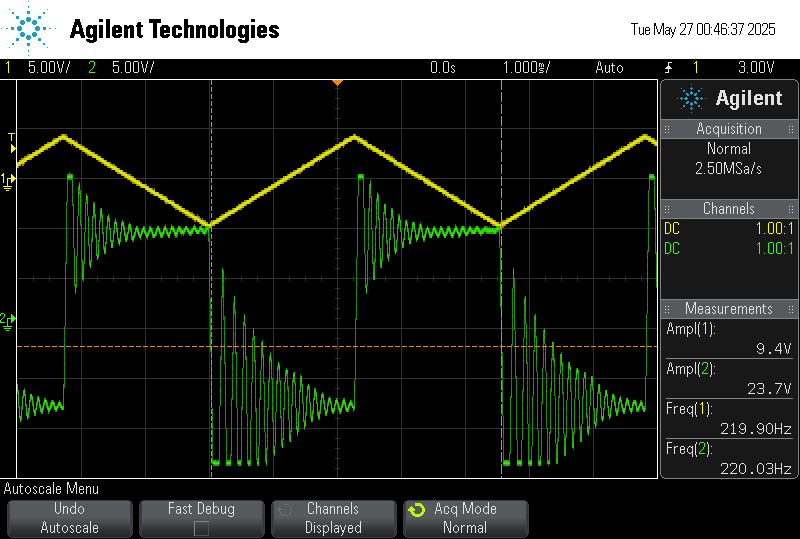 Agilent Technologies
Tue May 27 00:46:37 2025
1 5.00V/ 2 5.00V/ 0.0s 1.000ms/ Auto 1 3.00V
Agilent
Acquisition
Normal
2.50MSa/s
Channels
DC 1.00:1
DC 1.00:1
Measurements
Ampl(1):
9.4V
Ampl(2):
23.7V
Freq(1):
219.90Hz
Freq(2):
220.03Hz
T
1
2
Autoscale Menu
Undo
Autoscale
Fast Debug
Channels
Displayed
Acq Mode
Normal